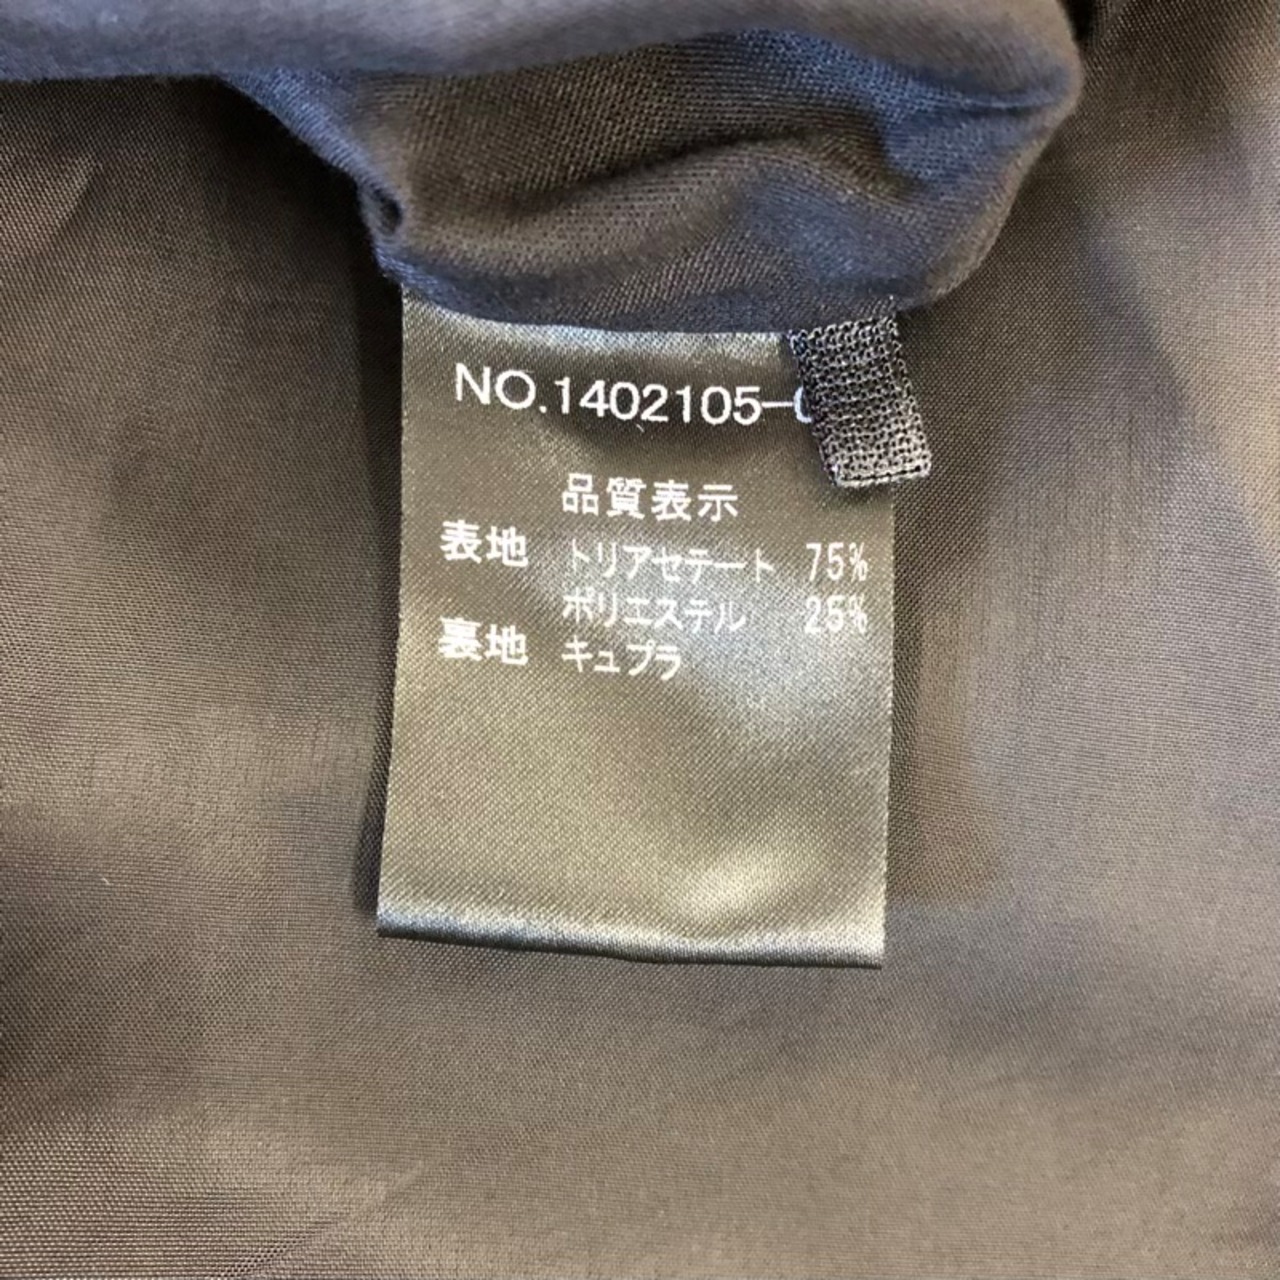 NO.1402105-
品質表示
表地 トリアセテート 75%
ポリエステル 25%
裏地 キュプラ